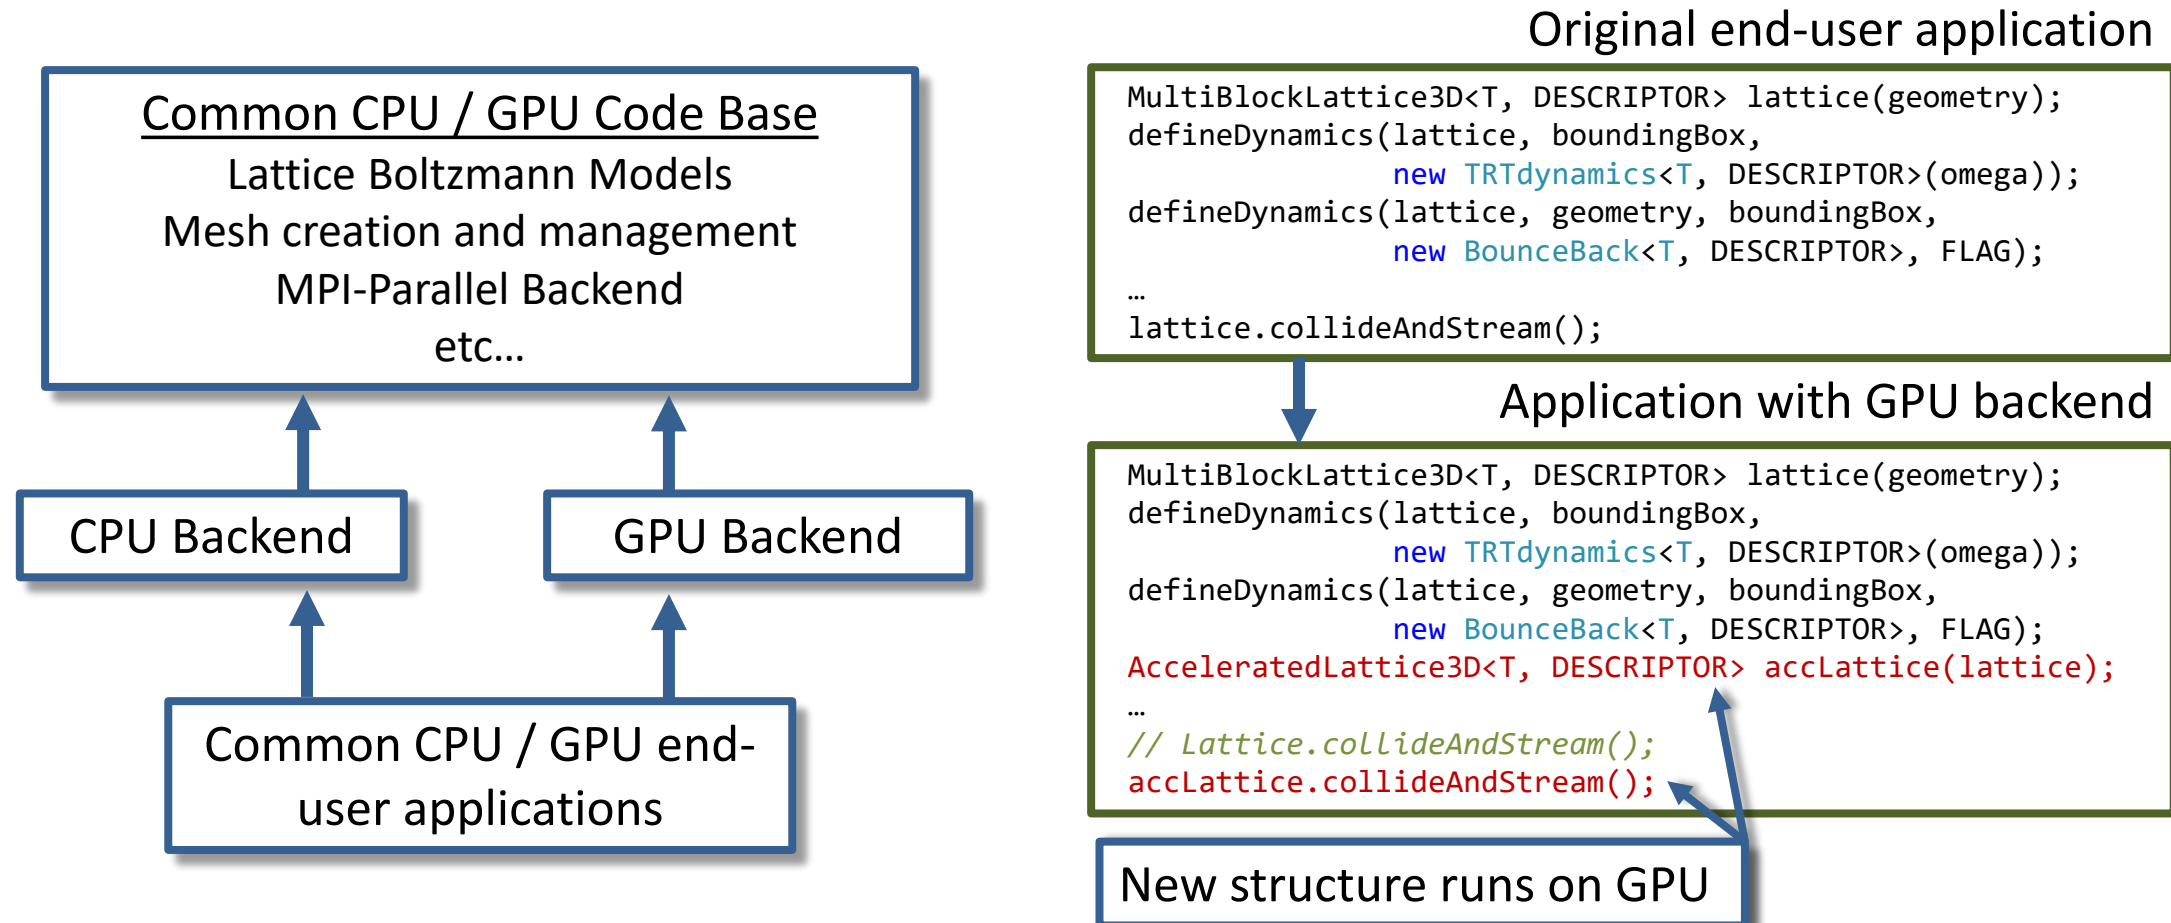 Common CPU / GPU Code Base
Lattice Boltzmann Models
Mesh creation and management
MPI-Parallel Backend
etc…
CPU Backend
GPU Backend
Common CPU / GPU end-
user applications
Original end-user application
MultiBlockLattice3D<T, DESCRIPTOR> lattice(geometry);
defineDynamics(lattice, boundingBox,
new TRTdynamics<T, DESCRIPTOR>(omega));
defineDynamics(lattice, geometry, boundingBox,
new BounceBack<T, DESCRIPTOR>, FLAG);
…
lattice.collideAndStream();
Application with GPU backend
MultiBlockLattice3D<T, DESCRIPTOR> lattice(geometry);
defineDynamics(lattice, boundingBox,
new TRTdynamics<T, DESCRIPTOR>(omega));
defineDynamics(lattice, geometry, boundingBox,
new BounceBack<T, DESCRIPTOR>, FLAG);
AcceleratedLattice3D<T, DESCRIPTOR> accLattice(lattice);
…
// Lattice.collideAndStream();
accLattice.collideAndStream();
New structure runs on GPU